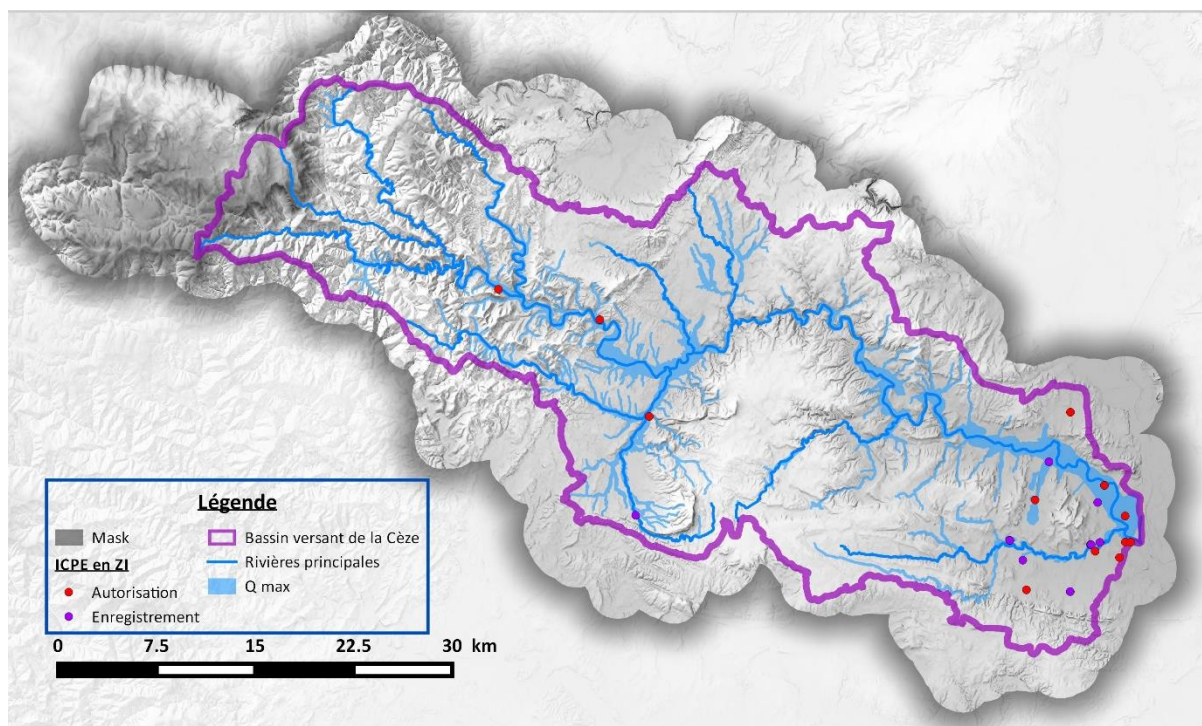 Légende
Mask
ICPE en ZI
Autorisation
Enregistrement
Bassin versant de la Cèze
Rivières principales
Q max
0 7.5 15 22.5 30 km